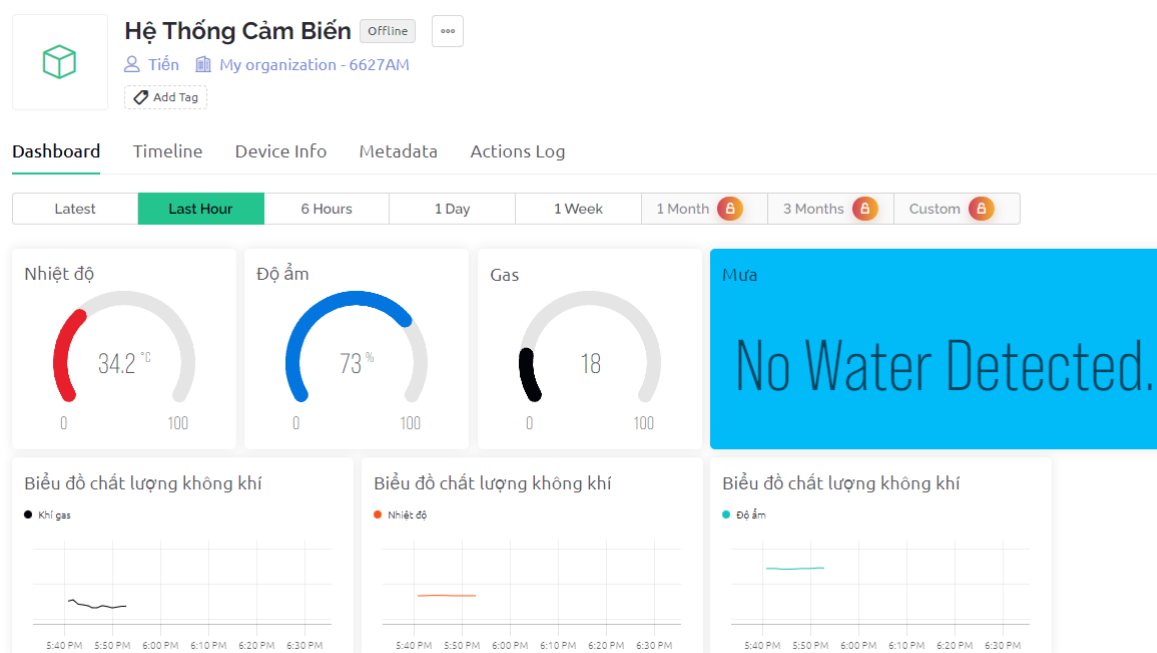 Hệ Thống Cảm Biến Offline
Tiến My organization - 6627AM
Add Tag
Dashboard Timeline Device Info Metadata Actions Log
Latest Last Hour 6 Hours 1 Day 1 Week 1 Month 3 Months Custom
Nhiệt độ
34.2 °C
0 100
Độ ẩm
73 %
0 100
Gas
18
0 100
Mưa
No Water Detected.
Biểu đồ chất lượng không khí
Khí gas
5:40 PM 5:50 PM 6:00 PM 6:10 PM 6:20 PM 6:30 PM
Biểu đồ chất lượng không khí
Nhiệt độ
5:40 PM 5:50 PM 6:00 PM 6:10 PM 6:20 PM 6:30 PM
Biểu đồ chất lượng không khí
Độ ẩm
5:40 PM 5:50 PM 6:00 PM 6:10 PM 6:20 PM 6:30 PM